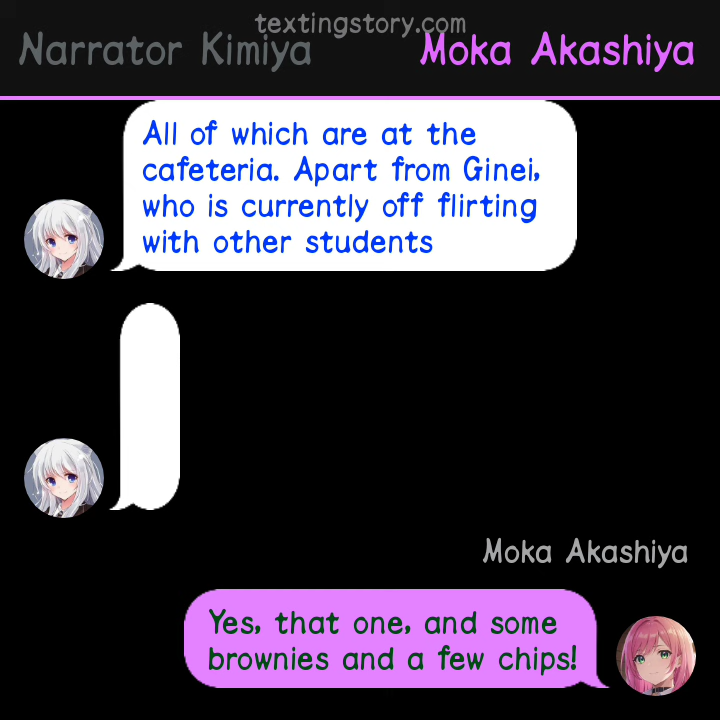 textingstory.com
Narrator Kimiya
Moka Akashiya
All of which are at the
cafeteria. Apart from Ginei,
who is currently off flirting
with other students
Moka Akashiya
Yes, that one, and some
brownies and a few chips!